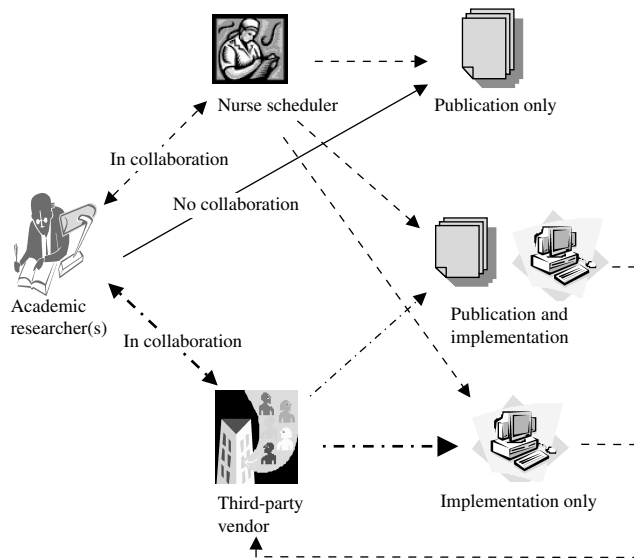 Nurse scheduler
Publication only
In collaboration
No collaboration
Academic
researcher(s)
Publication and
implementation
In collaboration
Third-party
vendor
Implementation only